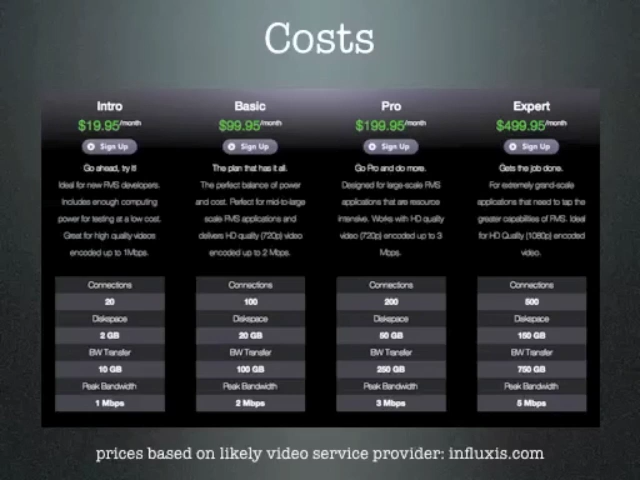 Costs
Intro
$19.95/month
Sign Up
Go ahead, try it!
Ideal for new FMS developers.
Includes enough computing
power for testing at a low cost.
Great for high quality videos
encoded up to 1Mbps.
Connections
20
Diskspace
2 GB
BW Transfer
10 GB
Peak Bandwidth
1 Mbps
Basic
$99.95/month
Sign Up
The plan that has it all.
The perfect balance of power
and cost. Perfect for mid-to-large
scale FMS applications and
delivers HD quality (720p) video
encoded up to 2 Mbps.
Connections
100
Diskspace
20 GB
BW Transfer
100 GB
Peak Bandwidth
2 Mbps
Pro
$199.95/month
Sign Up
Go Pro and do more.
Designed for large-scale FMS
applications that are resource
intensive. Works with HD quality
video (720p) encoded up to 3
Mbps.
Connections
200
Diskspace
50 GB
BW Transfer
250 GB
Peak Bandwidth
3 Mbps
Expert
$499.95/month
Sign Up
Gets the job done.
For extremely grand-scale
applications that need to tap the
greater capabilities of FMS. Ideal
for HD Quality (1080p) encoded
video.
Connections
500
Diskspace
150 GB
BW Transfer
750 GB
Peak Bandwidth
5 Mbps
prices based on likely video service provider: influxis.com